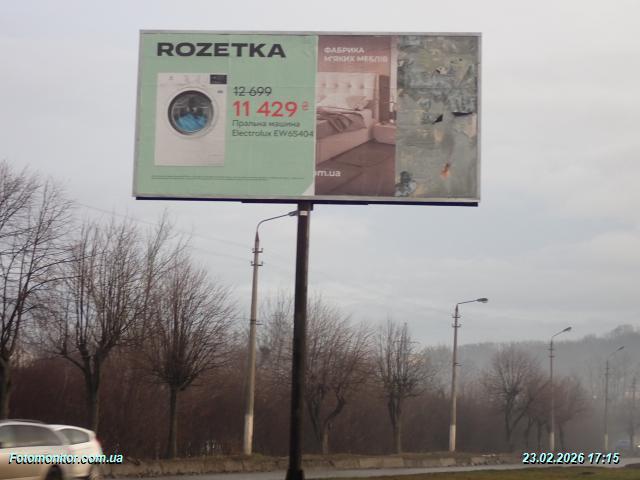 ROZETKA
12 699
11 429 ₴
Пральна машина
Electrolux EW6S404
ФАБРИКА
М'ЯКИХ МЕБЛІВ
om.ua
Fotomonitor.com.ua
23.02.2026 17:15